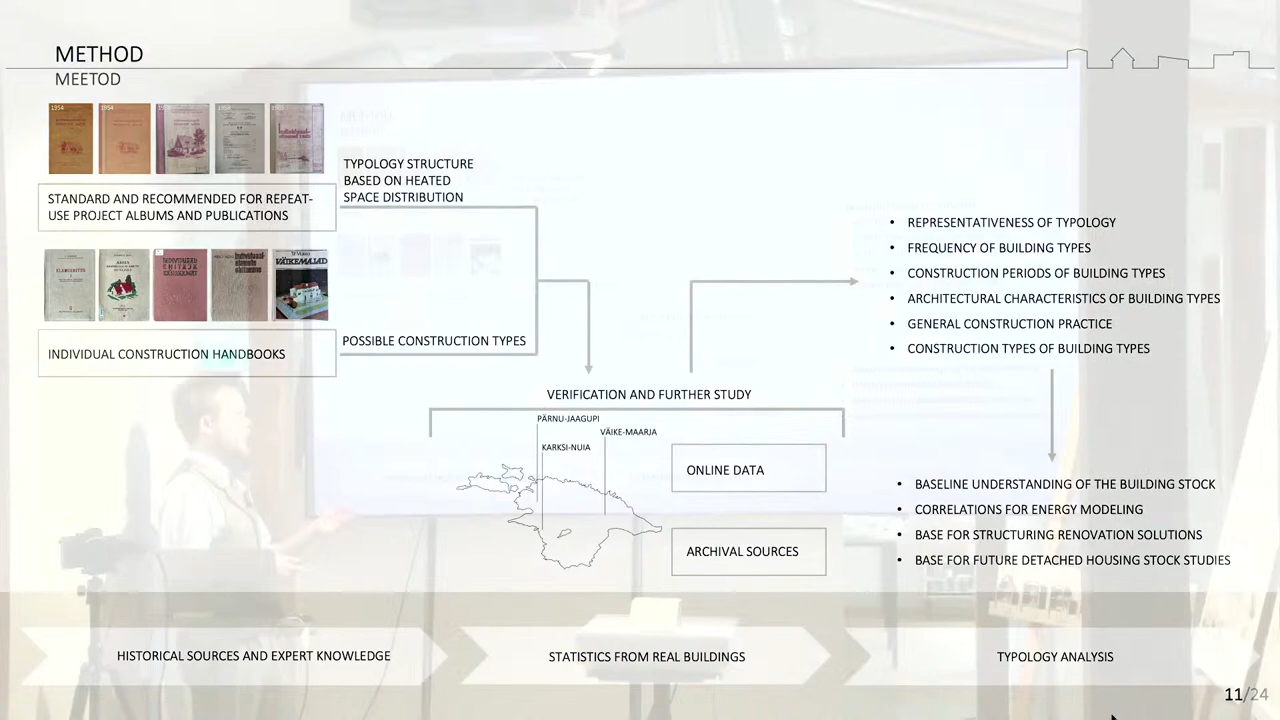 METHOD
MEETOD
1954
1954
1958
STANDARD AND RECOMMENDED FOR REPEAT-
USE PROJECT ALBUMS AND PUBLICATIONS
TYPOLOGY STRUCTURE
BASED ON HEATED
SPACE DISTRIBUTION
VÄIKEMAJAD
INDIVIDUAL CONSTRUCTION HANDBOOKS
POSSIBLE CONSTRUCTION TYPES
VERIFICATION AND FURTHER STUDY
PÄRNU-JAAGUPI
VÄIKE-MAARJA
KARKSI-NUIA
ONLINE DATA
ARCHIVAL SOURCES
• REPRESENTATIVENESS OF TYPOLOGY
• FREQUENCY OF BUILDING TYPES
• CONSTRUCTION PERIODS OF BUILDING TYPES
• ARCHITECTURAL CHARACTERISTICS OF BUILDING TYPES
• GENERAL CONSTRUCTION PRACTICE
• CONSTRUCTION TYPES OF BUILDING TYPES
• BASELINE UNDERSTANDING OF THE BUILDING STOCK
• CORRELATIONS FOR ENERGY MODELING
• BASE FOR STRUCTURING RENOVATION SOLUTIONS
• BASE FOR FUTURE DETACHED HOUSING STOCK STUDIES
HISTORICAL SOURCES AND EXPERT KNOWLEDGE
STATISTICS FROM REAL BUILDINGS
TYPOLOGY ANALYSIS
11/24